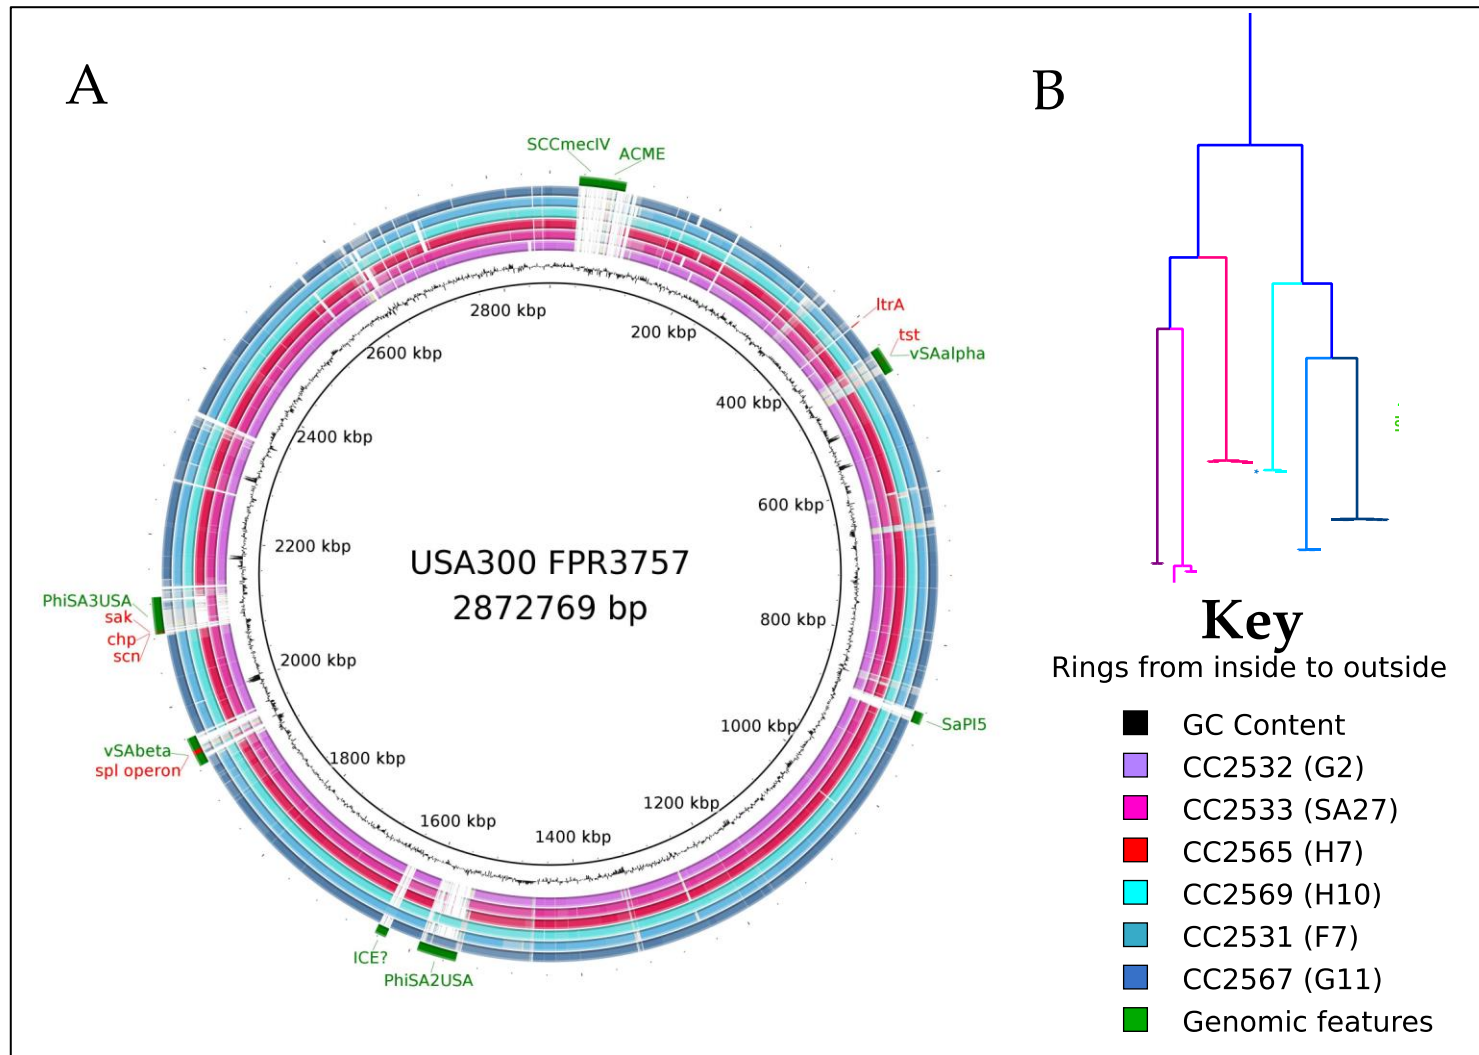 A
B
SCCmecIV
ACME
ltrA
tst
vSAalpha
2800 kbp
200 kbp
2600 kbp
400 kbp
2400 kbp
600 kbp
2200 kbp
USA300 FPR3757
2872769 bp
800 kbp
PhiSA3USA
sak
chp
scn
2000 kbp
1000 kbp
SaPI5
vSAbeta
spl operon
1800 kbp
1200 kbp
1600 kbp
1400 kbp
ICE?
PhiSA2USA
Key
Rings from inside to outside
GC Content
CC2532 (G2)
CC2533 (SA27)
CC2565 (H7)
CC2569 (H10)
CC2531 (F7)
CC2567 (G11)
Genomic features